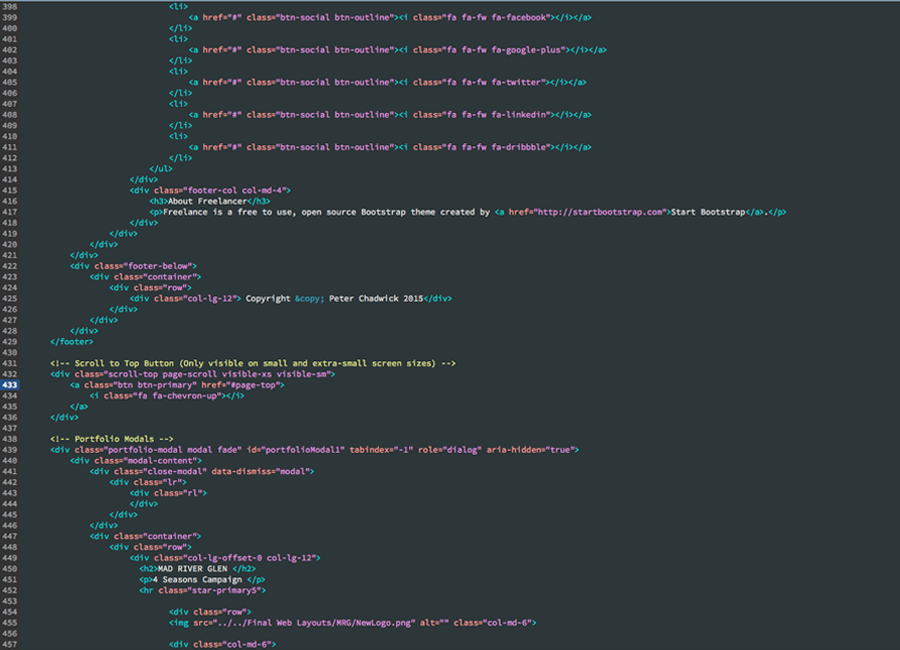 398 <li>
399 <a href="#" class="btn-social btn-outline"><i class="fa fa-fw fa-facebook"></i></a>
400 </li>
401 <li>
402 <a href="#" class="btn-social btn-outline"><i class="fa fa-fw fa-google-plus"></i></a>
403 </li>
404 <li>
405 <a href="#" class="btn-social btn-outline"><i class="fa fa-fw fa-twitter"></i></a>
406 </li>
407 <li>
408 <a href="#" class="btn-social btn-outline"><i class="fa fa-fw fa-linkedin"></i></a>
409 </li>
410 <li>
411 <a href="#" class="btn-social btn-outline"><i class="fa fa-fw fa-dribbble"></i></a>
412 </li>
413 </ul>
414 </div>
415 <div class="footer-col col-md-4">
416 <h3>About Freelancer</h3>
417 <p>Freelance is a free to use, open source Bootstrap theme created by <a href="http://startbootstrap.com">Start Bootstrap</a>.</p>
418 </div>
419 </div>
420 </div>
421 </div>
422 <div class="footer-below">
423 <div class="container">
424 <div class="row">
425 <div class="col-lg-12"> Copyright &copy; Peter Chadwick 2015</div>
426 </div>
427 </div>
428 </div>
429 </footer>
430
431 <!-- Scroll to Top Button (Only visible on small and extra-small screen sizes) -->
432 <div class="scroll-top page-scroll visible-xs visible-sm">
433 <a class="btn btn-primary" href="#page-top">
434 <i class="fa fa-chevron-up"></i>
435 </a>
436 </div>
437
438 <!-- Portfolio Modals -->
439 <div class="portfolio-modal modal fade" id="portfolioModal1" tabindex="-1" role="dialog" aria-hidden="true">
440 <div class="modal-content">
441 <div class="close-modal" data-dismiss="modal">
442 <div class="lr">
443 <div class="rl">
444 </div>
445 </div>
446 </div>
447 <div class="container">
448 <div class="row">
449 <div class="col-lg-offset-0 col-lg-12">
450 <h2>MAD RIVER GLEN </h2>
451 <p>4 Seasons Campaign </p>
452 <hr class="star-primary5">
453
454 <div class="row">
455 <img src="../../Final Web Layouts/MRG/NewLogo.png" alt="" class="col-md-6">
456
457 <div class="col-md-6">